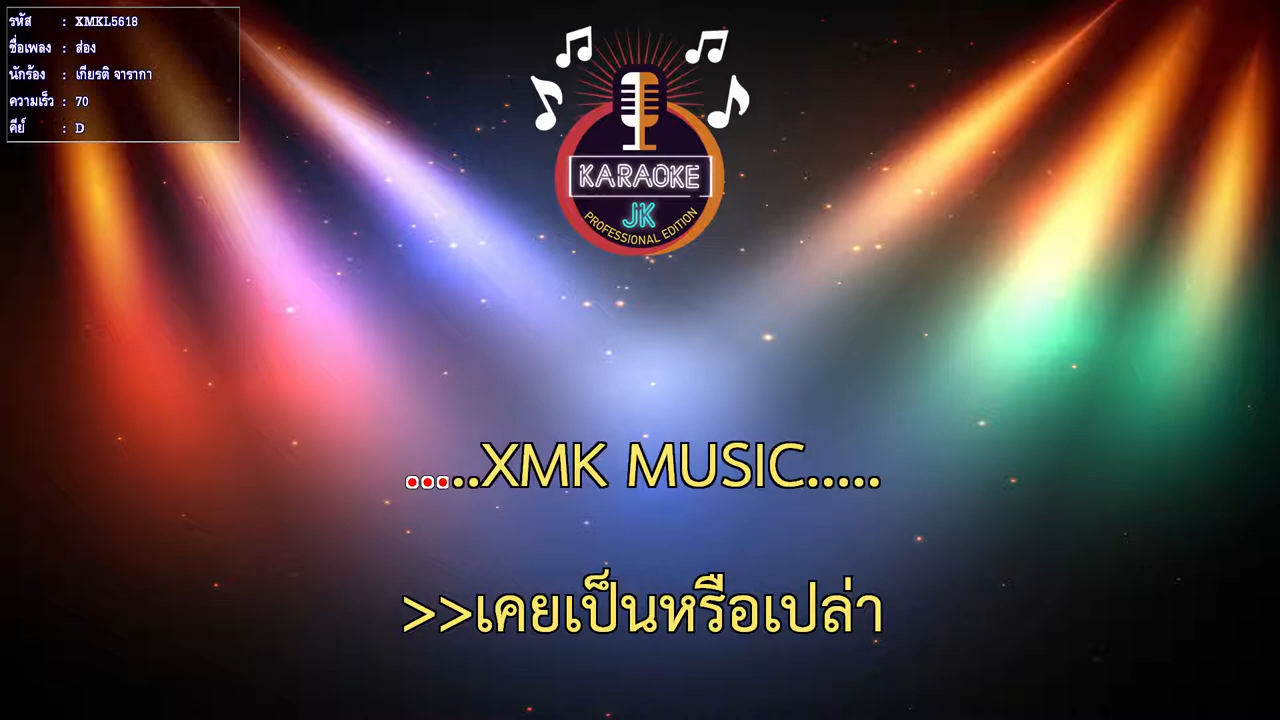 รหัส : XMKL5618
ชื่อเพลง : ส่อง
นักร้อง : เกียรติ จารากา
ความเร็ว : 70
คีย์ : D
KARAOKE
JK
PROFESSIONAL EDITION
.....XMK MUSIC.....
>>เคยเป็นหรือเปล่า